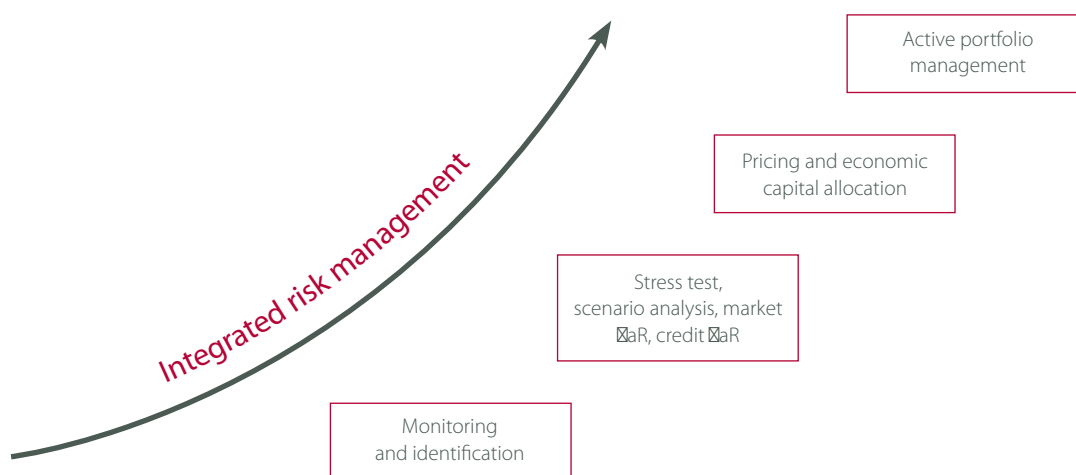 Active portfolio
management
Pricing and economic
capital allocation
Integrated risk management
Stress test,
scenario analysis, market
credit
Monitoring
and identification